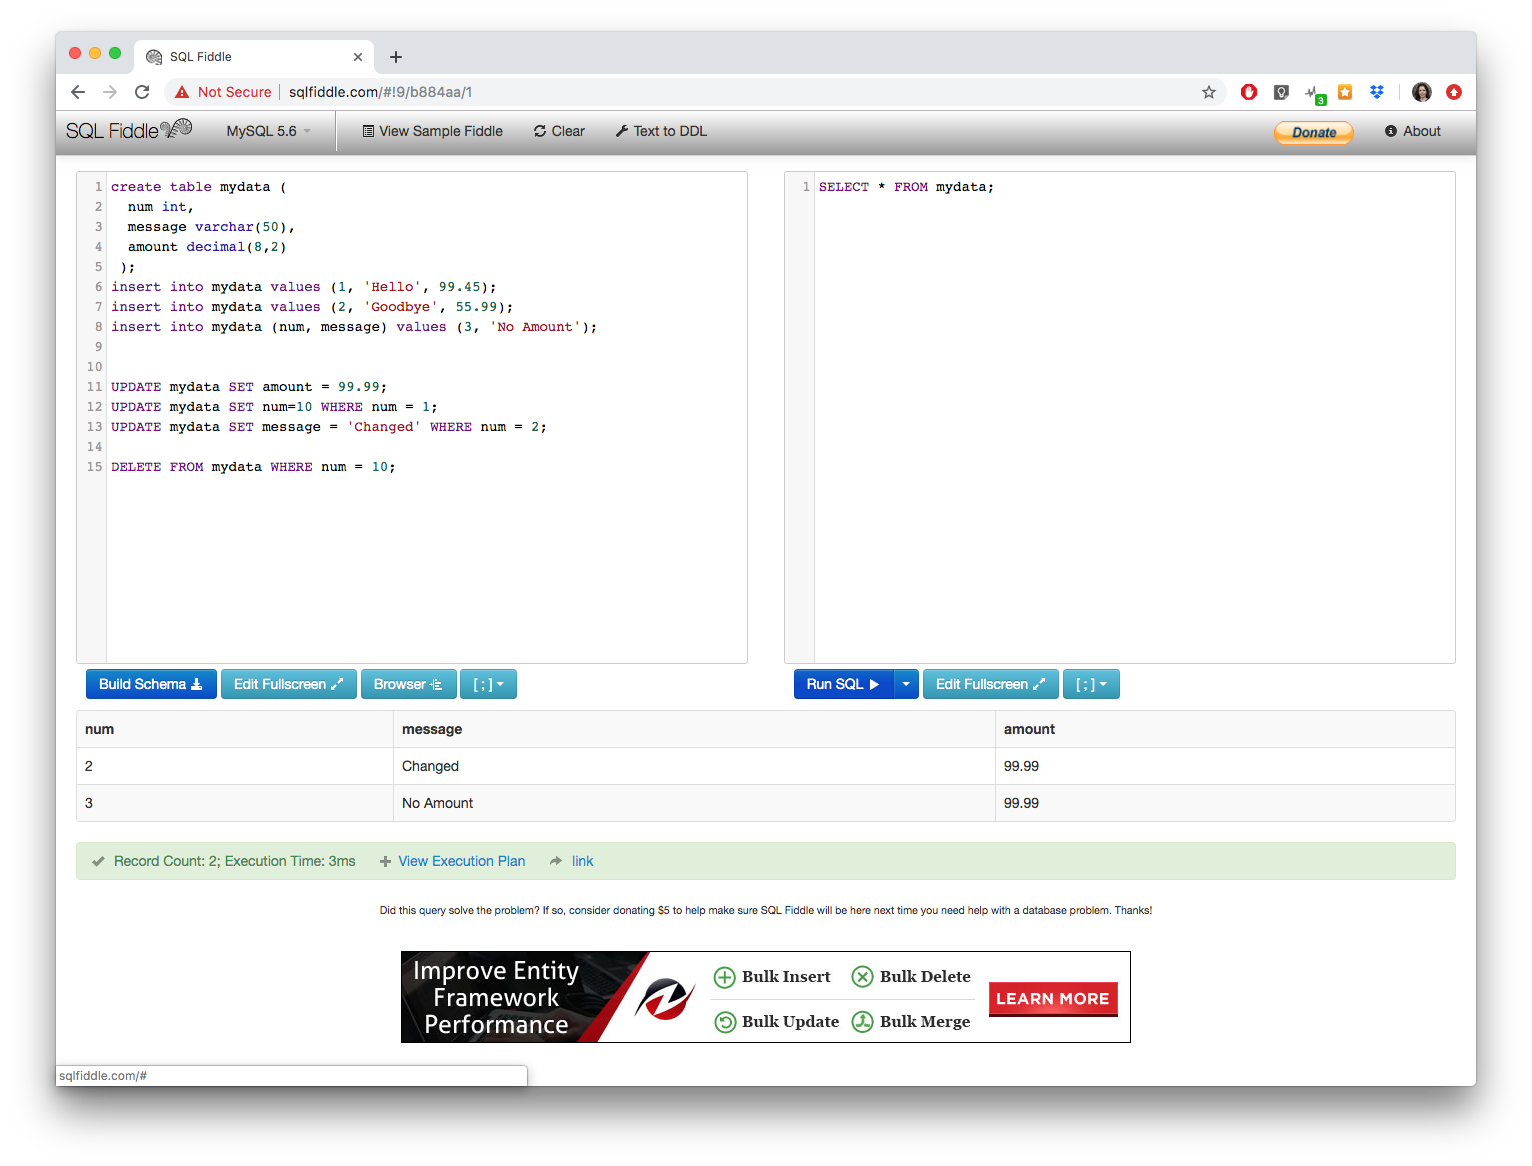 SQL Fiddle
Not Secure sqlfiddle.com/#!9/b884aa/1
3
SQL Fiddle MySQL 5.6 View Sample Fiddle Clear Text to DDL Donate About
1 create table mydata (
2 num int,
3 message varchar(50),
4 amount decimal(8,2)
5 );
6 insert into mydata values (1, 'Hello', 99.45);
7 insert into mydata values (2, 'Goodbye', 55.99);
8 insert into mydata (num, message) values (3, 'No Amount');
9
10
11 UPDATE mydata SET amount = 99.99;
12 UPDATE mydata SET num=10 WHERE num = 1;
13 UPDATE mydata SET message = 'Changed' WHERE num = 2;
14
15 DELETE FROM mydata WHERE num = 10;
1 SELECT * FROM mydata;
Build Schema Edit Fullscreen Browser [ ; ]
Run SQL Edit Fullscreen [ ; ]
num message amount
2 Changed 99.99
3 No Amount 99.99
Record Count: 2; Execution Time: 3ms View Execution Plan link
Did this query solve the problem? If so, consider donating $5 to help make sure SQL Fiddle will be here next time you need help with a database problem. Thanks!
Improve Entity
Framework
Performance
Bulk Insert Bulk Delete
Bulk Update Bulk Merge
LEARN MORE
sqlfiddle.com/#